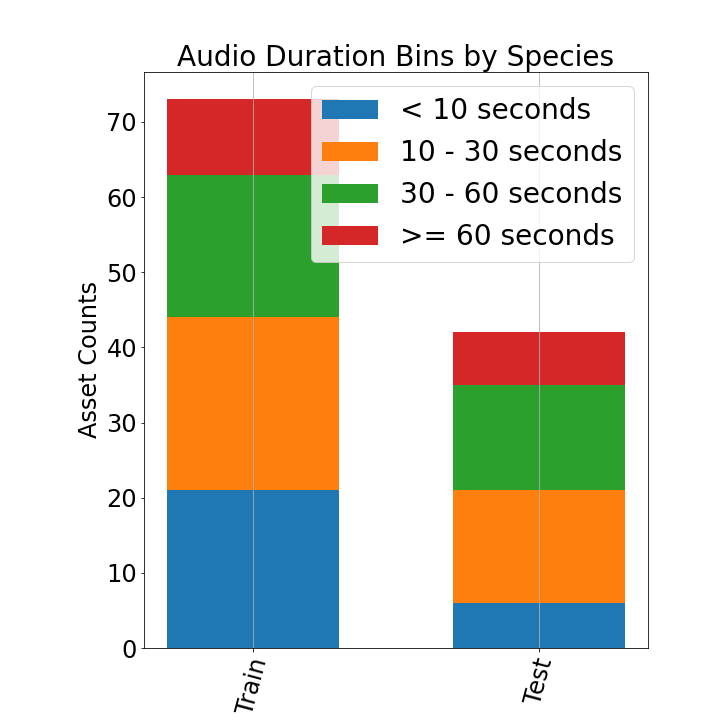 Audio Duration Bins by Species
< 10 seconds
10 - 30 seconds
30 - 60 seconds
>= 60 seconds
Asset Counts
70
60
50
40
30
20
10
0
Train
Test